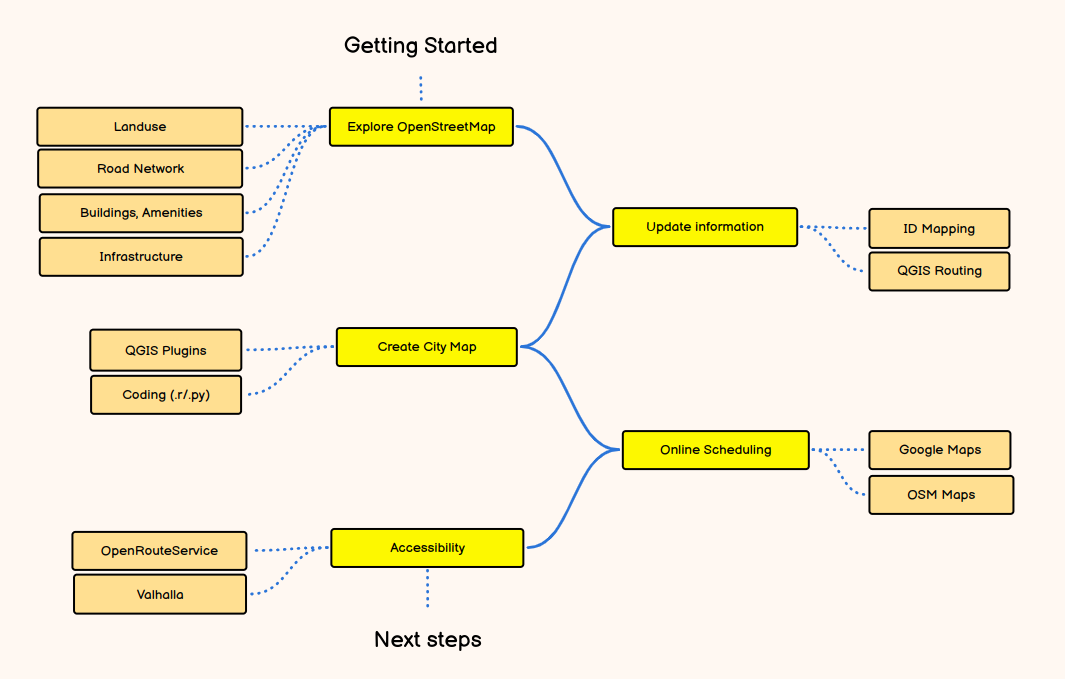 Getting Started
Explore OpenStreetMap
Landuse
Road Network
Buildings, Amenities
Infrastructure
Update information
ID Mapping
QGIS Routing
Create City Map
QGIS Plugins
Coding (.r/.py)
Online Scheduling
Google Maps
OSM Maps
Accessibility
OpenRouteService
Valhalla
Next steps